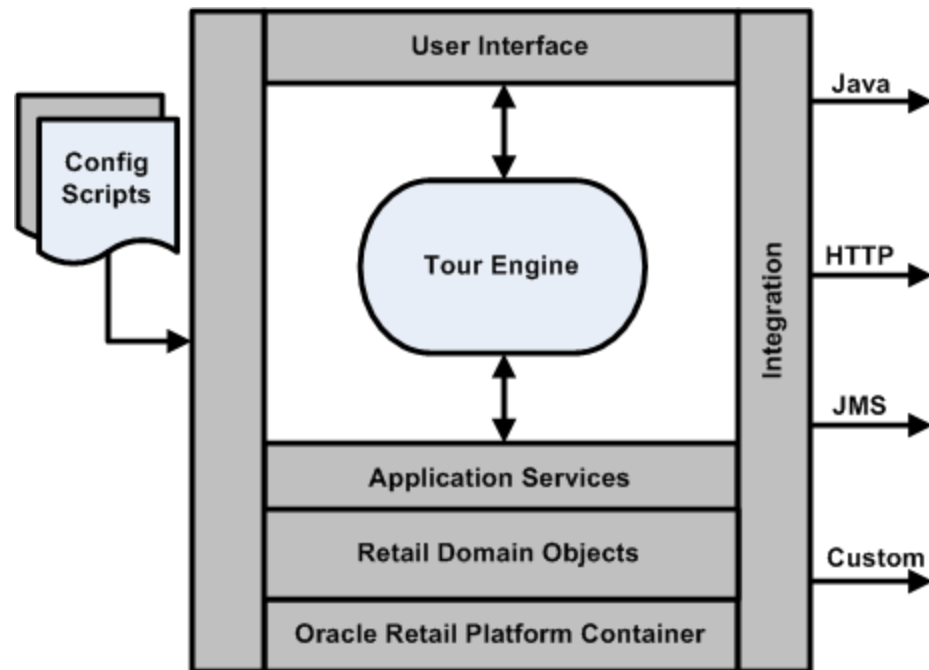 User Interface
Java
Config
Scripts
Tour Engine
HTTP
Integration
JMS
Application Services
Retail Domain Objects
Custom
Oracle Retail Platform Container